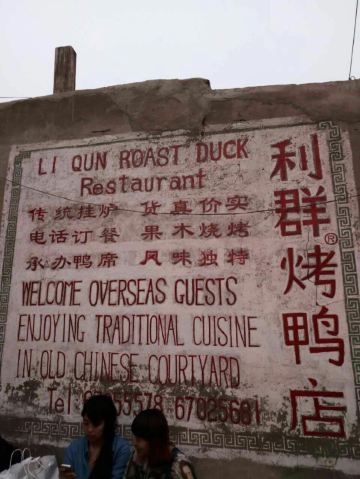 LI QUN ROAST DUCK
Restaurant
传统挂炉 货真价实
电话订餐 果木烧烤
承办鸭席 风味独特
WELCOME OVERSEAS GUESTS
ENJOYING TRADITIONAL CUISINE
IN OLD CHINESE COURTYARD
Tel 67025681
利群®烤鸭店